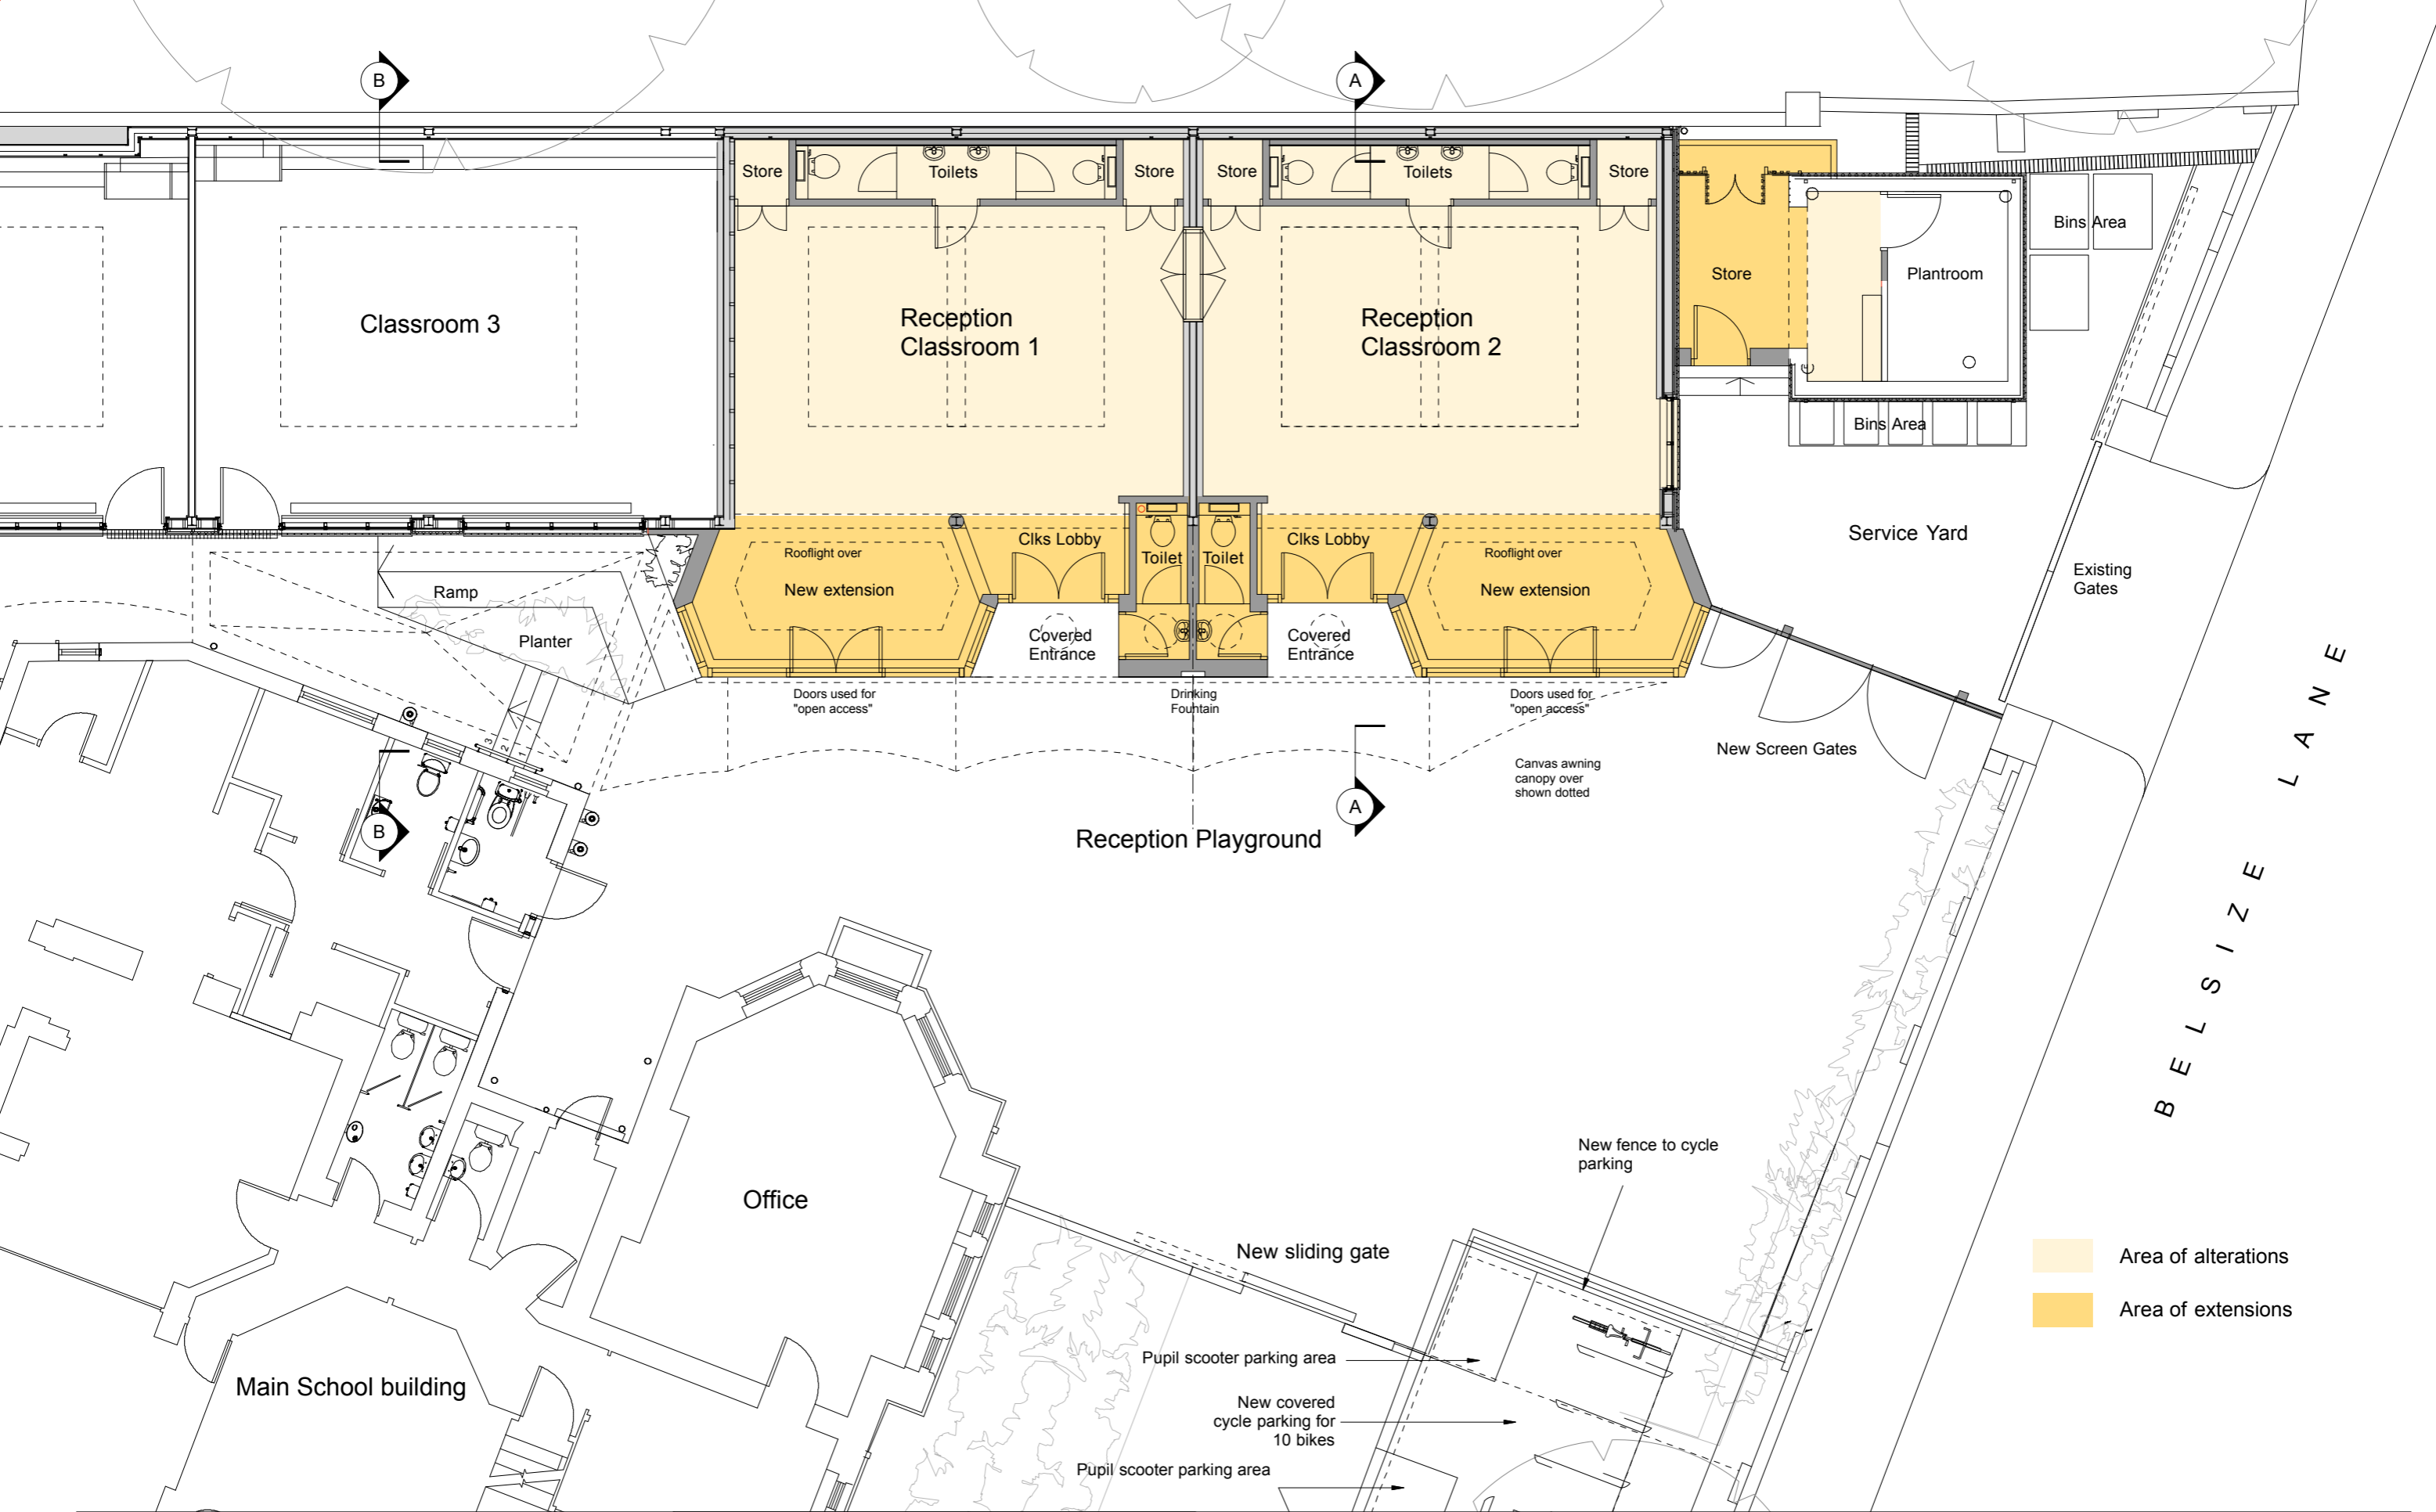 B
A
Store
Toilets
Store
Store
Toilets
Store
Bins Area
Store
Plantroom
Classroom 3
Reception
Classroom 1
Reception
Classroom 2
Bins Area
Service Yard
Existing
Gates
Rooflight over
New extension
Clks Lobby
Toilet
Toilet
Clks Lobby
Rooflight over
New extension
Ramp
Planter
Covered
Entrance
Covered
Entrance
Doors used for
"open access"
Drinking
Fountain
Doors used for
"open access"
3
2
1
New Screen Gates
Canvas awning
canopy over
shown dotted
B
A
Reception Playground
BELSIZE LANE
Office
New fence to cycle
parking
New sliding gate
Area of alterations
Area of extensions
Main School building
Pupil scooter parking area
New covered
cycle parking for
10 bikes
Pupil scooter parking area